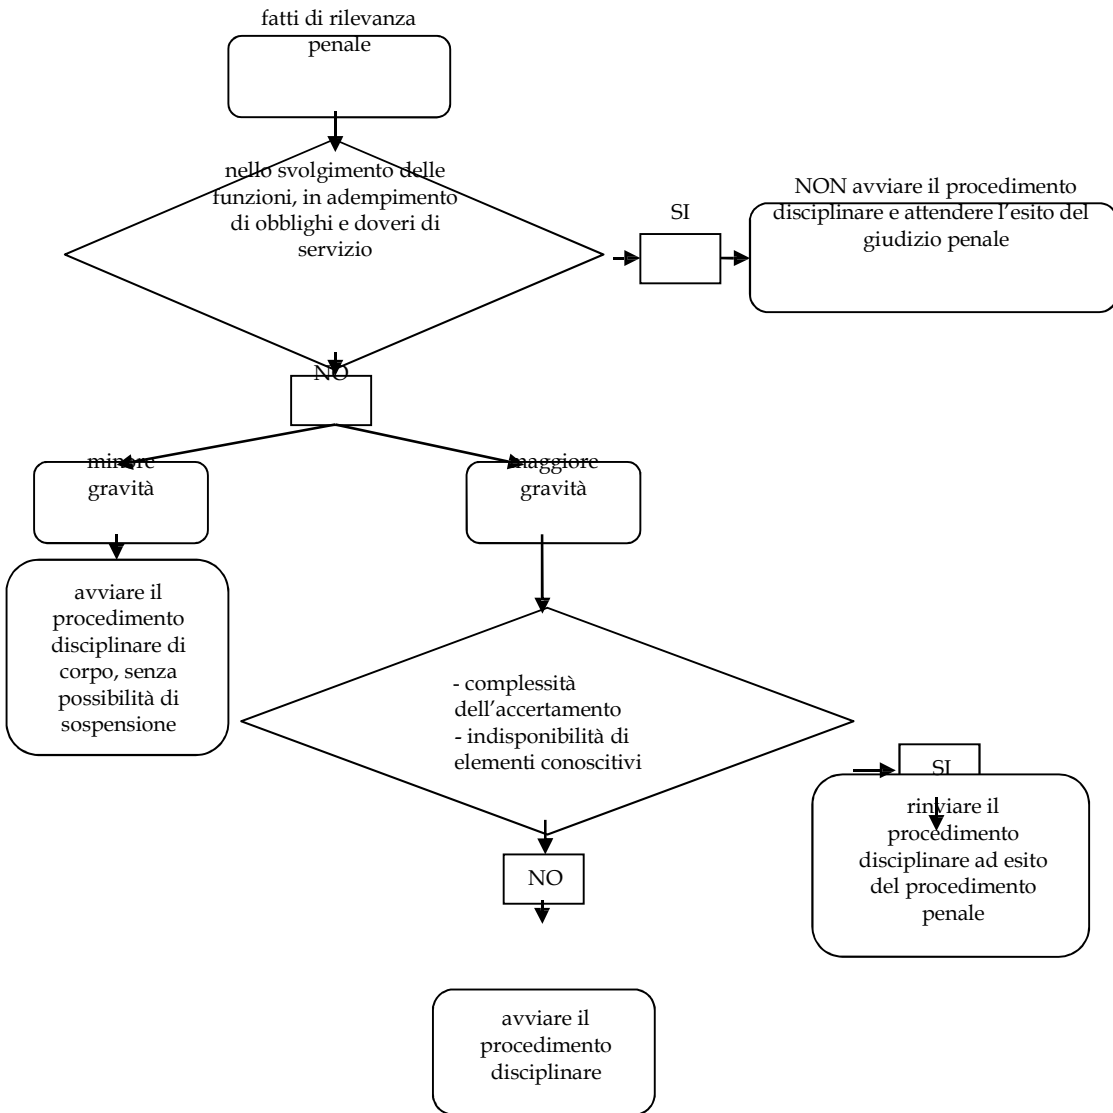 fatti di rilevanza
penale
nello svolgimento delle
funzioni, in adempimento
di obblighi e doveri di
servizio
SI
NON avviare il procedimento
disciplinare e attendere l’esito del
giudizio penale
NO
minore
gravità
maggiore
gravità
avviare il
procedimento
disciplinare di
corpo, senza
possibilità di
sospensione
- complessità
dell’accertamento
- indisponibilità di
elementi conoscitivi
SI
rinviare il
procedimento
disciplinare ad esito
del procedimento
penale
NO
avviare il
procedimento
disciplinare